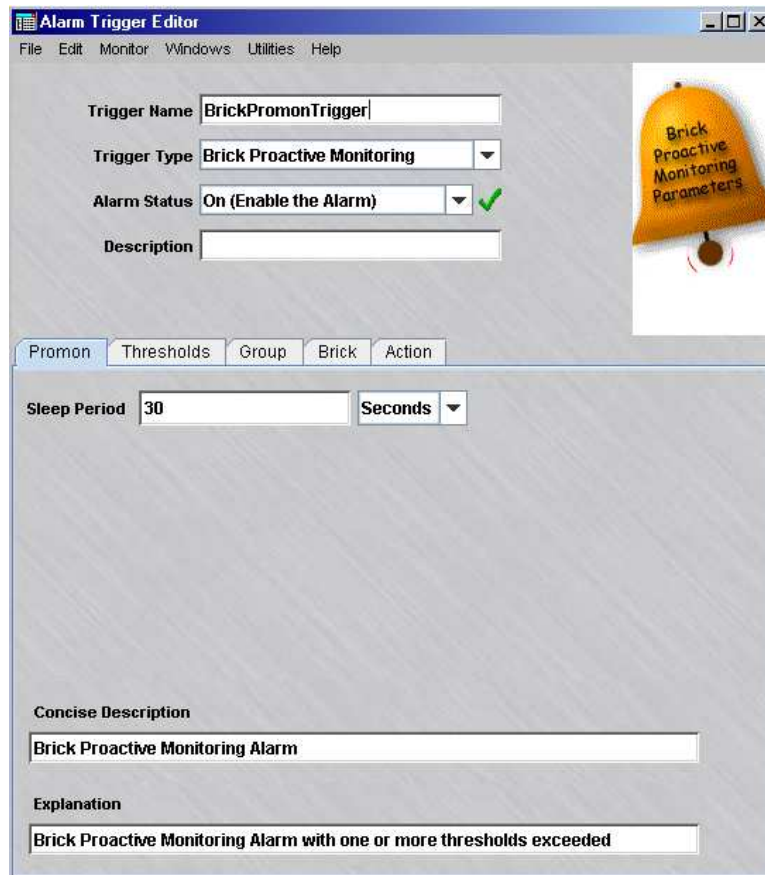 Alarm Trigger Editor
File Edit Monitor Windows Utilities Help
Trigger Name BrickPromonTrigger
Trigger Type Brick Proactive Monitoring
Alarm Status On (Enable the Alarm)
Description
Brick
Proactive
Monitoring
Parameters
Promon Thresholds Group Brick Action
Sleep Period 30 Seconds
Concise Description
Brick Proactive Monitoring Alarm
Explanation
Brick Proactive Monitoring Alarm with one or more thresholds exceeded